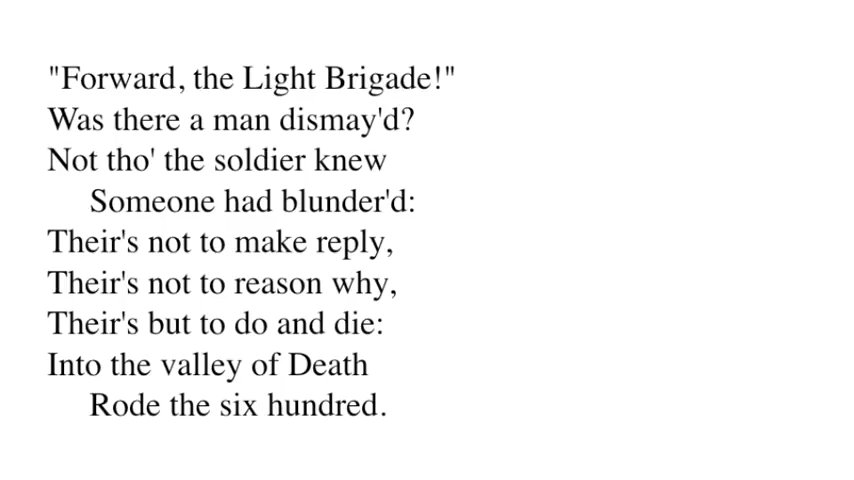 "Forward, the Light Brigade!"
Was there a man dismay'd?
Not tho' the soldier knew
Someone had blunder'd:
Their's not to make reply,
Their's not to reason why,
Their's but to do and die:
Into the valley of Death
Rode the six hundred.